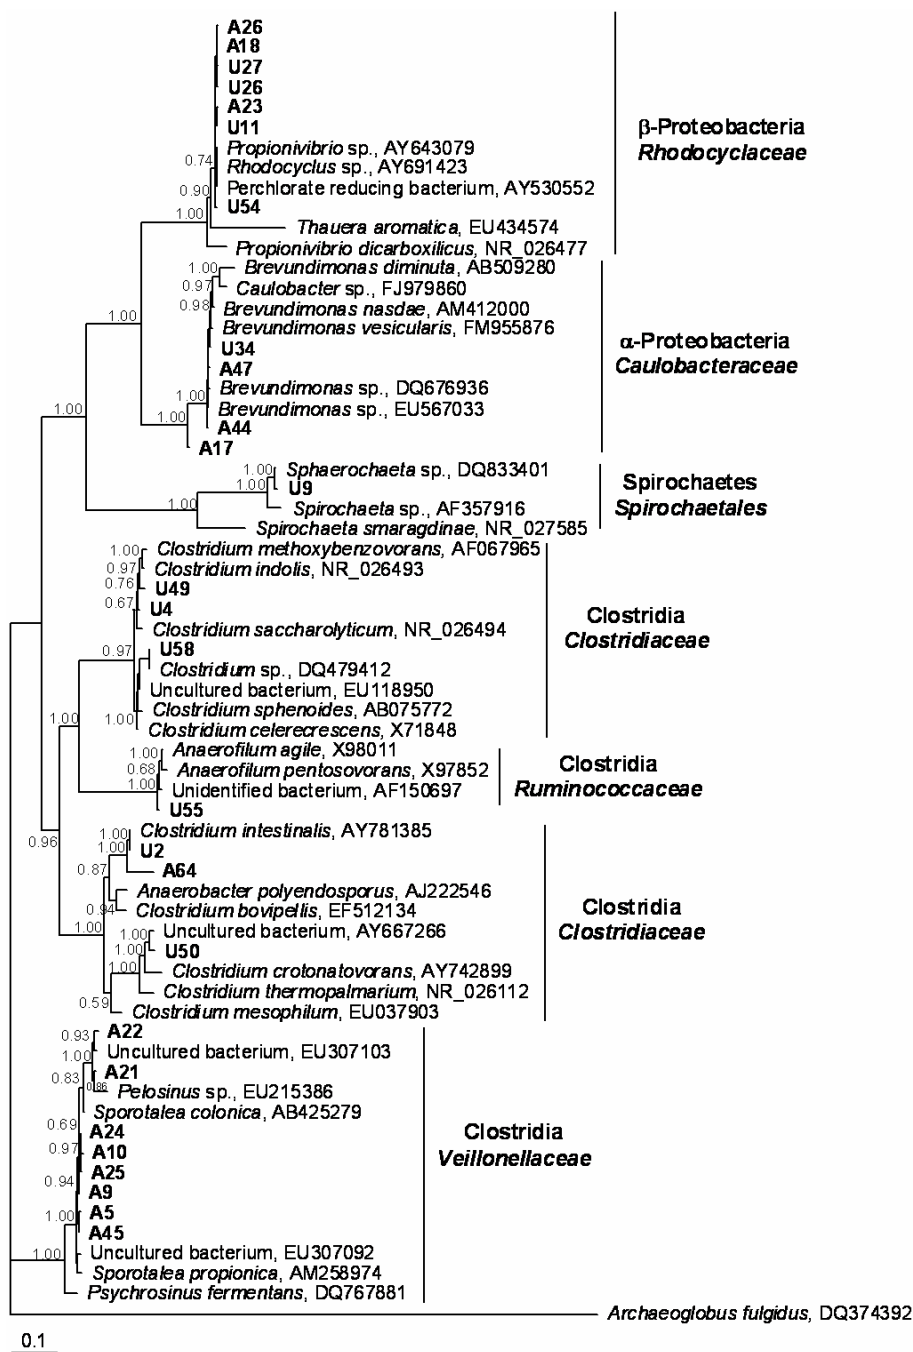 A26
A18
U27
U26
A23
U11
Propionivibrio sp., AY643079
Rhodocyclus sp., AY691423
Perchlorate reducing bacterium, AY530552
U54
Thauera aromatica, EU434574
Propionivibrio dicarboxilicus, NR_026477
0.74
0.90
1.00
β-Proteobacteria
Rhodocyclaceae
Brevundimonas diminuta, AB509280
Caulobacter sp., FJ979860
Brevundimonas nasdae, AM412000
Brevundimonas vesicularis, FM955876
U34
A47
Brevundimonas sp., DQ676936
Brevundimonas sp., EU567033
A44
A17
1.00
0.97
0.98
1.00
1.00
1.00
1.00
α-Proteobacteria
Caulobacteraceae
Sphaerochaeta sp., DQ833401
U9
Spirochaeta sp., AF357916
Spirochaeta smaragdinae, NR_027585
1.00
1.00
1.00
Spirochaetes
Spirochaetales
Clostridium methoxybenzovorans, AF067965
Clostridium indolis, NR_026493
U49
U4
Clostridium saccharolyticum, NR_026494
U58
Clostridium sp., DQ479412
Uncultured bacterium, EU118950
Clostridium sphenoides, AB075772
Clostridium celerecrescens, X71848
1.00
0.97
0.76
0.67
0.97
1.00
1.00
Clostridia
Clostridiaceae
Anaerofilum agile, X98011
Anaerofilum pentosovorans, X97852
Unidentified bacterium, AF150697
U55
1.00
0.68
1.00
Clostridia
Ruminococcaceae
Clostridium intestinalis, AY781385
U2
A64
Anaerobacter polyendosporus, AJ222546
Clostridium bovipellis, EF512134
Uncultured bacterium, AY667266
U50
Clostridium crotonatovorans, AY742899
Clostridium thermopalmarium, NR_026112
Clostridium mesophilum, EU037903
0.96
1.00
1.00
0.87
0.94
1.00
1.00
1.00
1.00
0.59
Clostridia
Clostridiaceae
A22
Uncultured bacterium, EU307103
A21
Pelosinus sp., EU215386
Sporotalea colonica, AB425279
A24
A10
A25
A9
A5
A45
Uncultured bacterium, EU307092
Sporotalea propionica, AM258974
Psychrosinus fermentans, DQ767881
0.93
1.00
0.83
0.86
0.69
0.97
0.94
1.00
1.00
Clostridia
Veillonellaceae
Archaeoglobus fulgidus, DQ374392
0.1